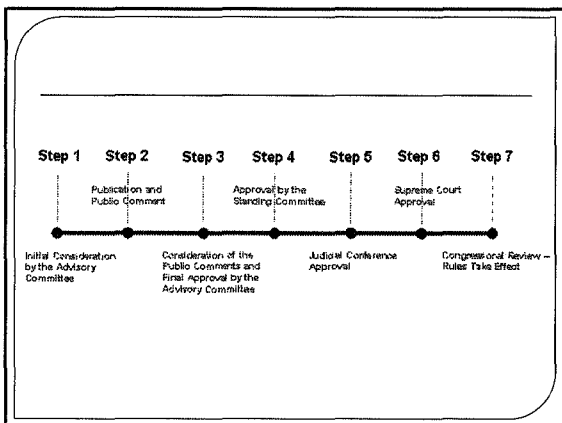 Step 1 Step 2 Step 3 Step 4 Step 5 Step 6 Step 7
Publication and
Public Comment
Approval by the
Standing Committee
Supreme Court
Approval
Initial Consideration
by the Advisory
Committee
Consideration of the
Public Comments and
Final Approval by the
Advisory Committee
Judicial Conference
Approval
Congressional Review –
Rules Take Effect